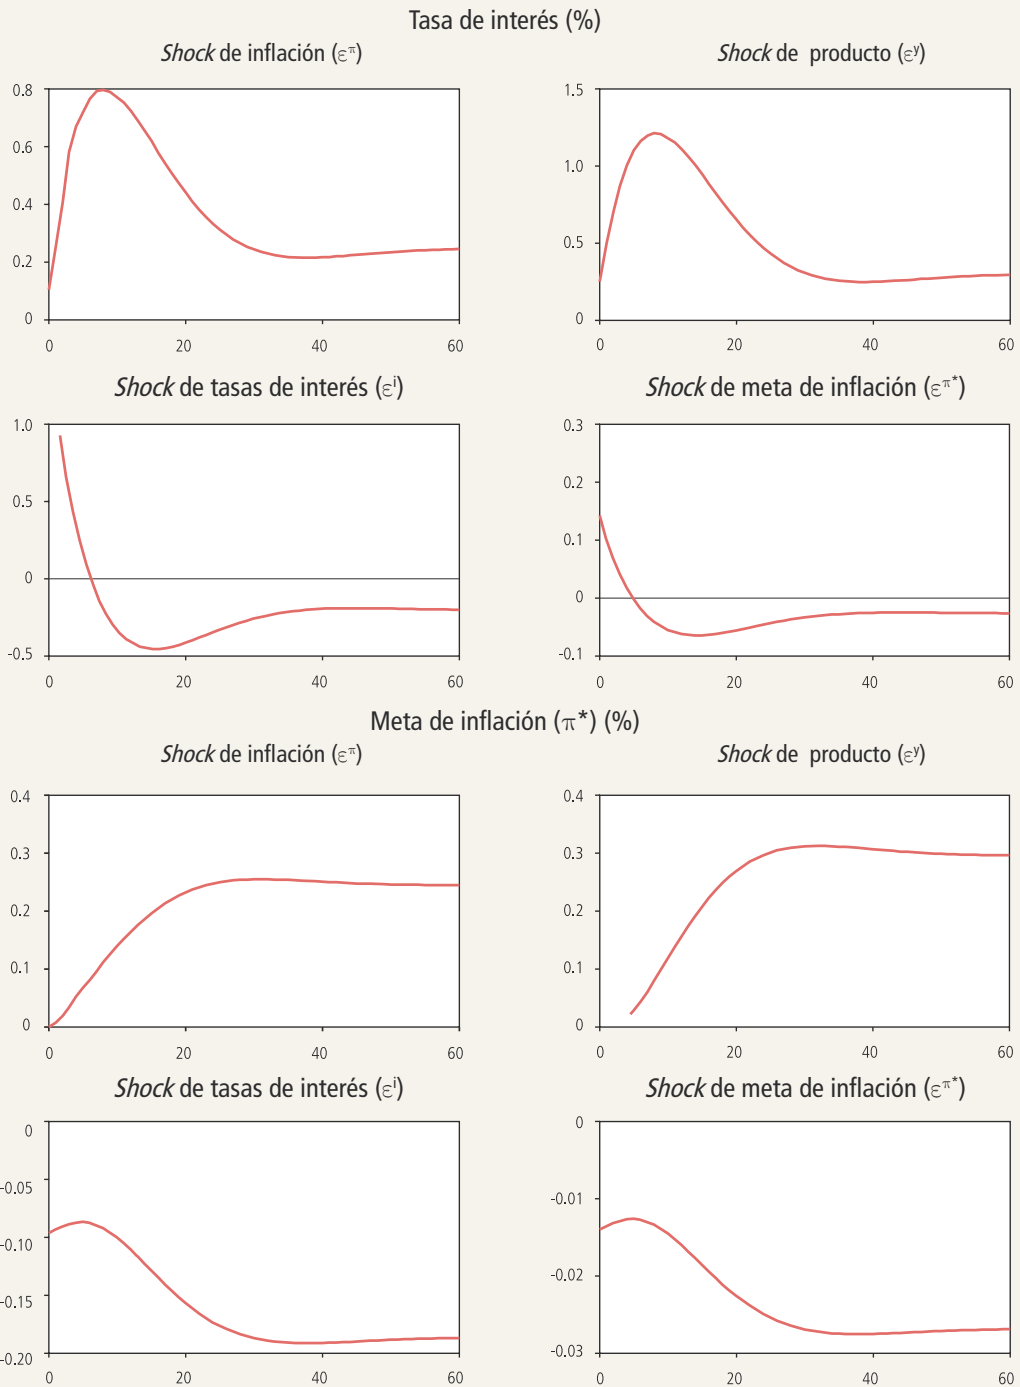 Tasa de interés (%)
Shock de inflación (επ)
Shock de producto (εy)
0.8
0.6
0.4
0.2
0
0 20 40 60
1.5
1.0
0.5
0
0 20 40 60
Shock de tasas de interés (εi)
Shock de meta de inflación (επ*)
1.0
0.5
0
-0.5
0 20 40 60
0.3
0.2
0.1
0
-0.1
0 20 40 60
Meta de inflación (π*) (%)
Shock de inflación (επ)
Shock de producto (εy)
0.4
0.3
0.2
0.1
0
0 20 40 60
0.4
0.3
0.2
0.1
0
0 20 40 60
Shock de tasas de interés (εi)
Shock de meta de inflación (επ*)
0
-0.05
-0.10
-0.15
-0.20
0 20 40 60
0
-0.01
-0.02
-0.03
0 20 40 60